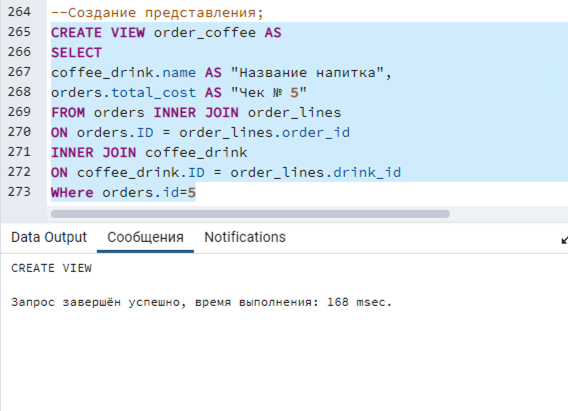 264 --Создание представления;
265 CREATE VIEW order_coffee AS
266 SELECT
267 coffee_drink.name AS "Название напитка",
268 orders.total_cost AS "Чек № 5"
269 FROM orders INNER JOIN order_lines
270 ON orders.ID = order_lines.order_id
271 INNER JOIN coffee_drink
272 ON coffee_drink.ID = order_lines.drink_id
273 WHere orders.id=5
Data Output Сообщения Notifications
CREATE VIEW
Запрос завершён успешно, время выполнения: 168 msec.